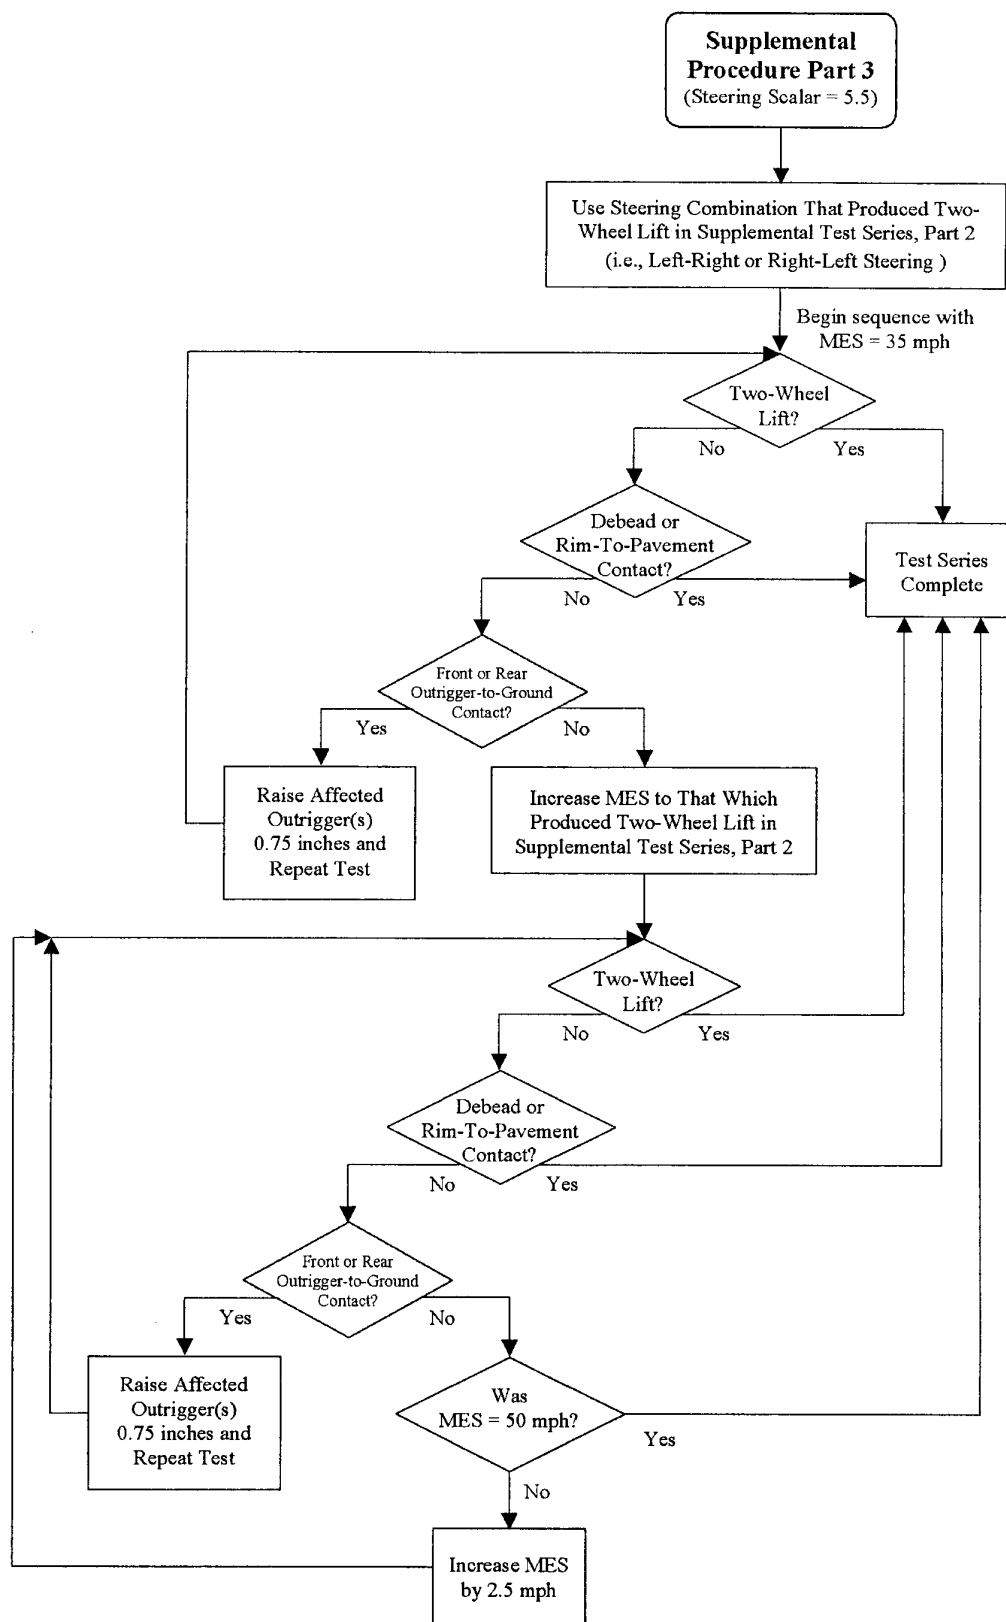 Supplemental
Procedure Part 3
(Steering Scalar = 5.5)
Use Steering Combination That Produced Two-
Wheel Lift in Supplemental Test Series, Part 2
(i.e., Left-Right or Right-Left Steering )
Begin sequence with
MES = 35 mph
Two-Wheel
Lift?
No
Yes
Debead or
Rim-To-Pavement
Contact?
No
Yes
Test Series
Complete
Front or Rear
Outrigger-to-Ground
Contact?
Yes
No
Raise Affected
Outrigger(s)
0.75 inches and
Repeat Test
Increase MES to That Which
Produced Two-Wheel Lift in
Supplemental Test Series, Part 2
Two-Wheel
Lift?
No
Yes
Debead or
Rim-To-Pavement
Contact?
No
Yes
Front or Rear
Outrigger-to-Ground
Contact?
Yes
No
Raise Affected
Outrigger(s)
0.75 inches and
Repeat Test
Was
MES = 50 mph?
Yes
No
Increase MES
by 2.5 mph